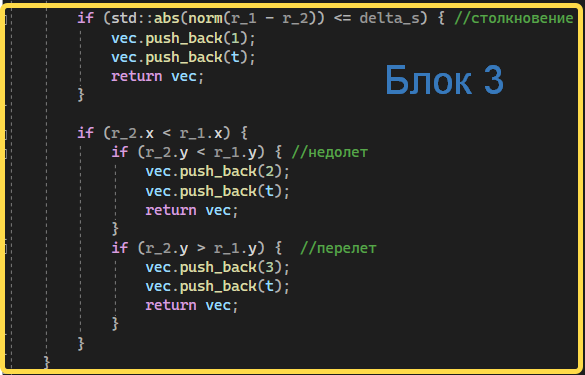 if (std::abs(norm(r_1 - r_2)) <= delta_s) { //столкновение
vec.push_back(1);
vec.push_back(t);
return vec;
}
Блок 3
if (r_2.x < r_1.x) {
if (r_2.y < r_1.y) { //недолет
vec.push_back(2);
vec.push_back(t);
return vec;
}
if (r_2.y > r_1.y) { //перелет
vec.push_back(3);
vec.push_back(t);
return vec;
}
}
}